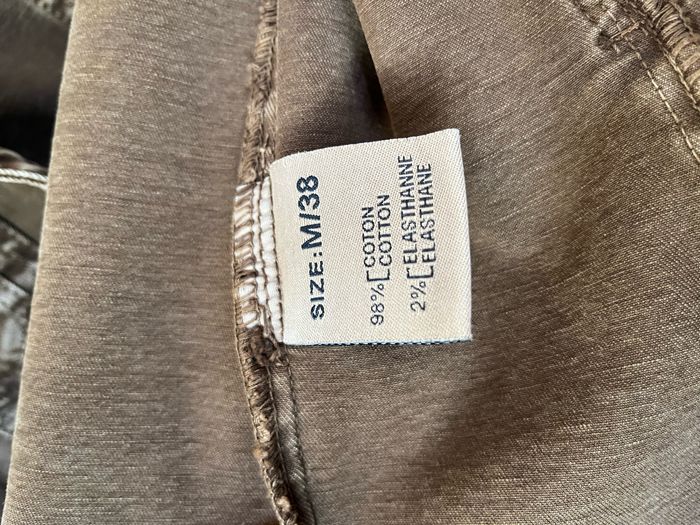 SIZE:M/38
98%[COTON
COTTON
2%[ELASTHANNE
ELASTHANE